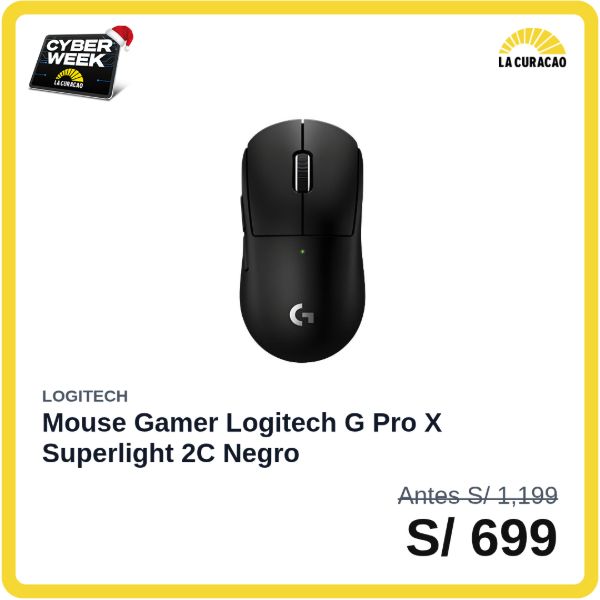 CYBER
WEEK
LA CURACAO
LA CURACAO
G
LOGITECH
Mouse Gamer Logitech G Pro X
Superlight 2C Negro
Antes S/ 1,199
S/ 699